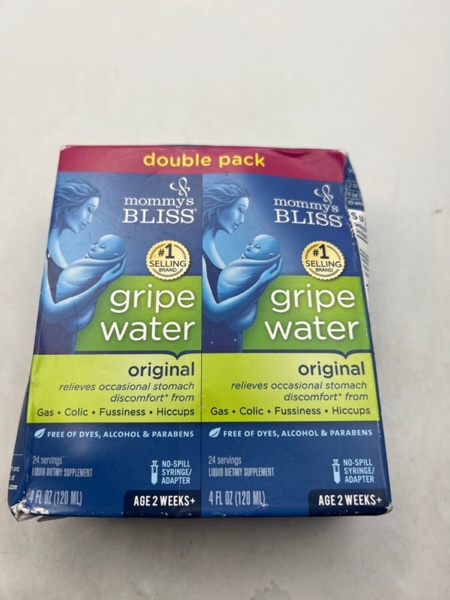 double pack
mommy's
BLISS
#1
SELLING
BRAND
gripe
water
original
relieves occasional stomach
discomfort* from
Gas • Colic • Fussiness • Hiccups
FREE OF DYES, ALCOHOL & PARABENS
24 servings
LIQUID DIETARY SUPPLEMENT
NO-SPILL
SYRINGE/
ADAPTER
4 FL OZ (120 ML)
AGE 2 WEEKS+
mommy's
BLISS
#1
SELLING
BRAND
gripe
water
original
relieves occasional stomach
discomfort* from
Gas • Colic • Fussiness • Hiccups
FREE OF DYES, ALCOHOL & PARABENS
24 servings
LIQUID DIETARY SUPPLEMENT
NO-SPILL
SYRINGE/
ADAPTER
4 FL OZ (120 ML)
AGE 2 WEEKS+